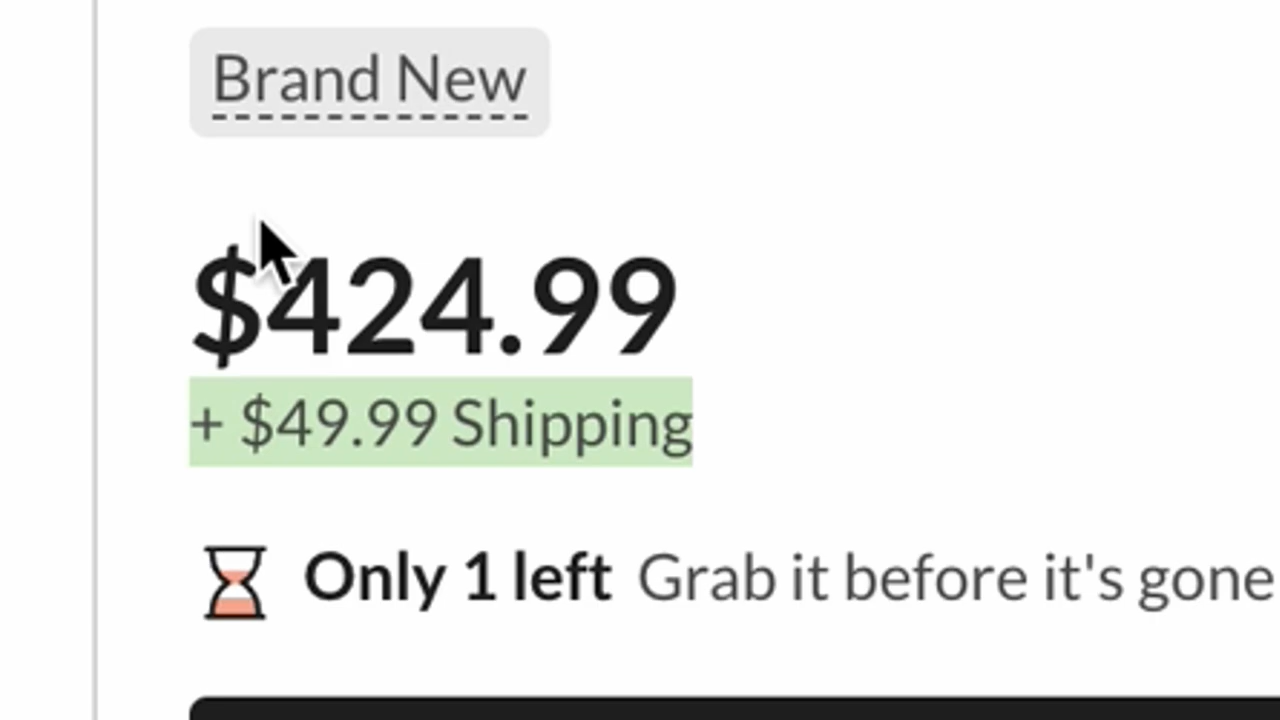 Brand New
$424.99
+ $49.99 Shipping
Only 1 left Grab it before it's gone